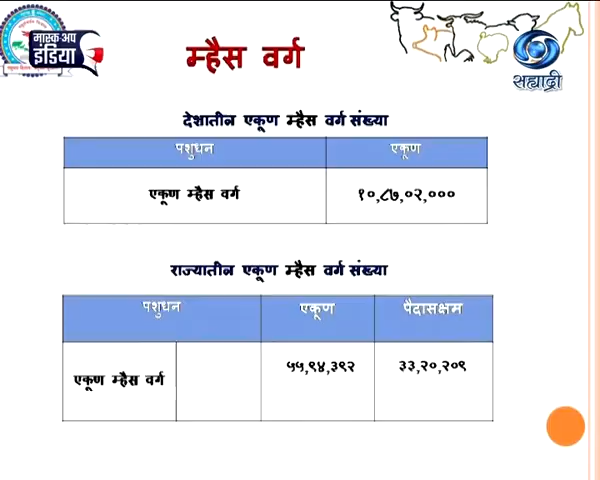 मास्क अप
इंडिया
म्हैस वर्ग
सह्याद्री
देशातील एकूण म्हैस वर्ग संख्या
पशुधन एकूण
एकूण म्हैस वर्ग १०,८७,०२,०००
राज्यातील एकूण म्हैस वर्ग संख्या
पशुधन एकूण पैदासक्षम
एकूण म्हैस वर्ग ५५,९४,३९२ ३३,२०,२०९